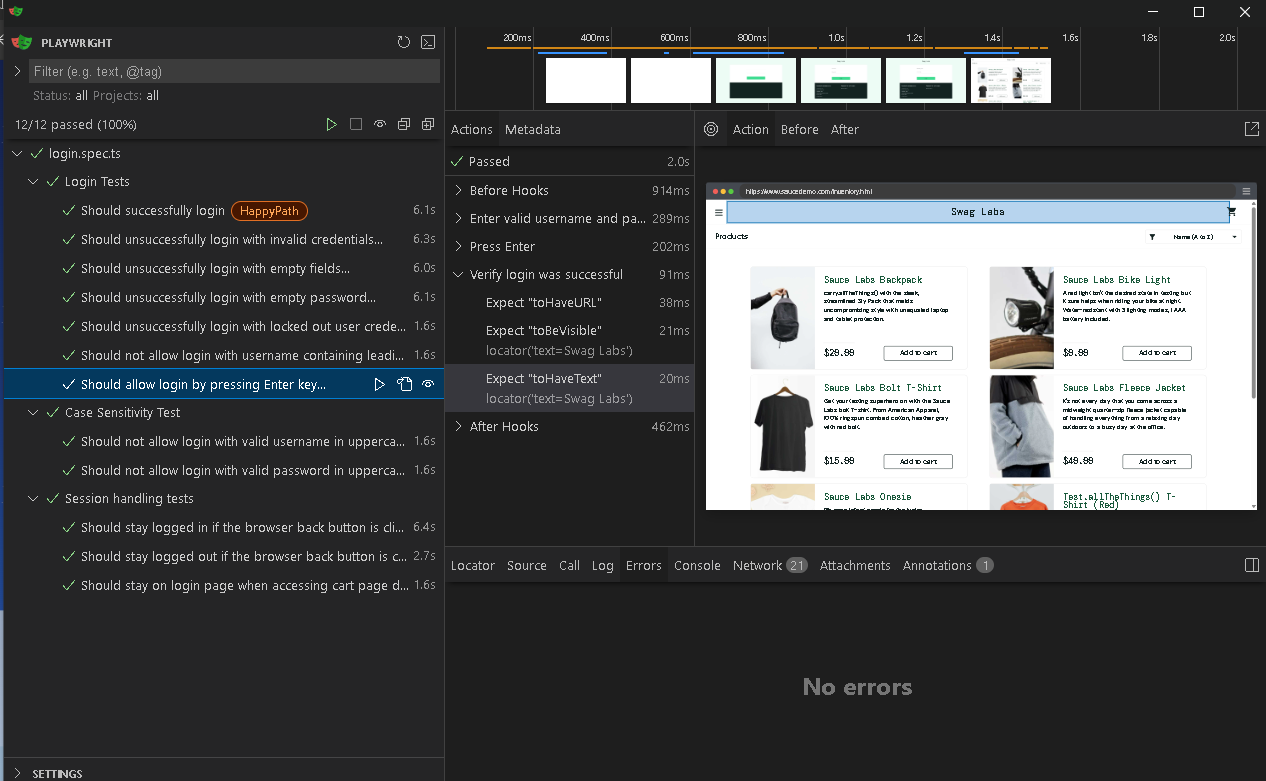 PLAYWRIGHT
Filter (e.g. text, @tag)
Status: all Projects: all
12/12 passed (100%)
login.spec.ts
Login Tests
Should successfully login HappyPath 6.1s
Should unsuccessfully login with invalid credentials... 6.3s
Should unsuccessfully login with empty fields... 6.0s
Should unsuccessfully login with empty password... 6.1s
Should unsuccessfully login with locked out user crede... 1.6s
Should not allow login with username containing leadi... 1.6s
Should allow login by pressing Enter key...
Case Sensitivity Test
Should not allow login with valid username in upperca... 1.6s
Should not allow login with valid password in upperca... 1.6s
Session handling tests
Should stay logged in if the browser back button is cli... 6.4s
Should stay logged out if the browser back button is c... 2.7s
Should stay on login page when accessing cart page d... 1.6s
SETTINGS
200ms 400ms 600ms 800ms 1.0s 1.2s 1.4s 1.6s 1.8s 2.0s
Actions Metadata
Passed 2.0s
Before Hooks 914ms
Enter valid username and pa... 289ms
Press Enter 202ms
Verify login was successful 91ms
Expect "toHaveURL" 38ms
Expect "toBeVisible" 21ms
locator('text=Swag Labs')
Expect "toHaveText" 20ms
locator('text=Swag Labs')
After Hooks 462ms
Action Before After
https://www.saucedemo.com/inventory.html
Swag Labs
Products
Name (A to Z)
Sauce Labs Backpack
carry.allTheThings() with the sleek,
streamlined Sly Pack that melds
uncompromising style with unequaled laptop
and tablet protection.
$29.99 Add to cart
Sauce Labs Bike Light
A red light isn't the desired state in testing but
it sure helps when riding your bike at night.
Water-resistant with 3 lighting modes, 1 AAA
battery included.
$9.99 Add to cart
Sauce Labs Bolt T-Shirt
Get your testing superhero on with the Sauce
Labs bolt T-shirt. From American Apparel,
100% ringspun combed cotton, heather gray
with red bolt.
$15.99 Add to cart
Sauce Labs Fleece Jacket
It's not every day that you come across a
midweight quarter-zip fleece jacket capable
of handling everything from a relaxing day
outdoors to a busy day at the office.
$49.99 Add to cart
Sauce Labs Onesie
Test.allTheThings() T-
Shirt (Red)
Locator Source Call Log Errors Console Network 21 Attachments Annotations 1
No errors